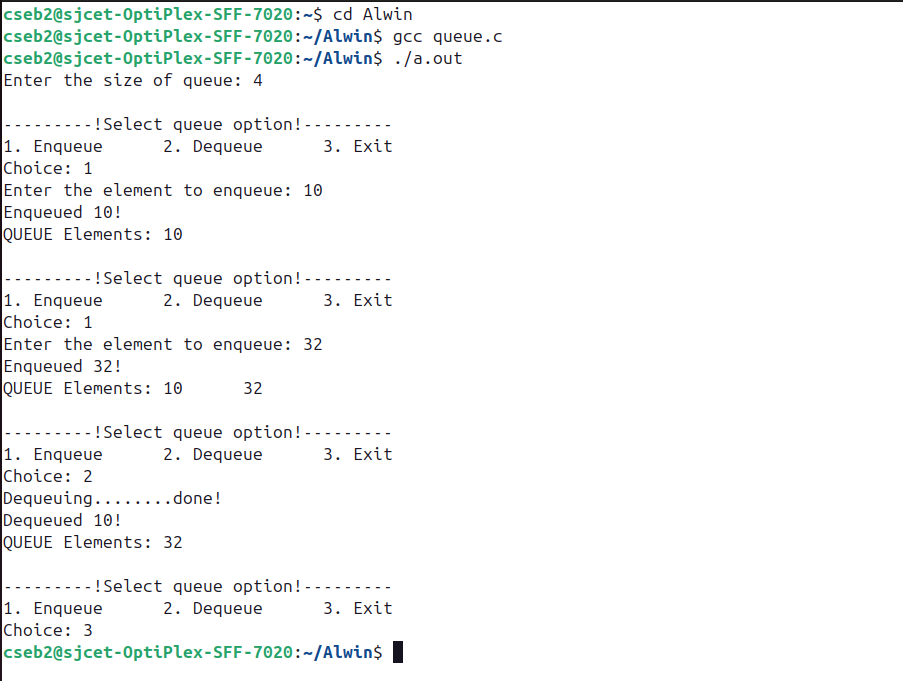 cseb2@sjcet-OptiPlex-SFF-7020:~$ cd Alwin
cseb2@sjcet-OptiPlex-SFF-7020:~/Alwin$ gcc queue.c
cseb2@sjcet-OptiPlex-SFF-7020:~/Alwin$ ./a.out
Enter the size of queue: 4

---------!Select queue option!---------
1. Enqueue      2. Dequeue      3. Exit
Choice: 1
Enter the element to enqueue: 10
Enqueued 10!
QUEUE Elements: 10

---------!Select queue option!---------
1. Enqueue      2. Dequeue      3. Exit
Choice: 1
Enter the element to enqueue: 32
Enqueued 32!
QUEUE Elements: 10      32

---------!Select queue option!---------
1. Enqueue      2. Dequeue      3. Exit
Choice: 2
Dequeuing........done!
Dequeued 10!
QUEUE Elements: 32

---------!Select queue option!---------
1. Enqueue      2. Dequeue      3. Exit
Choice: 3
cseb2@sjcet-OptiPlex-SFF-7020:~/Alwin$